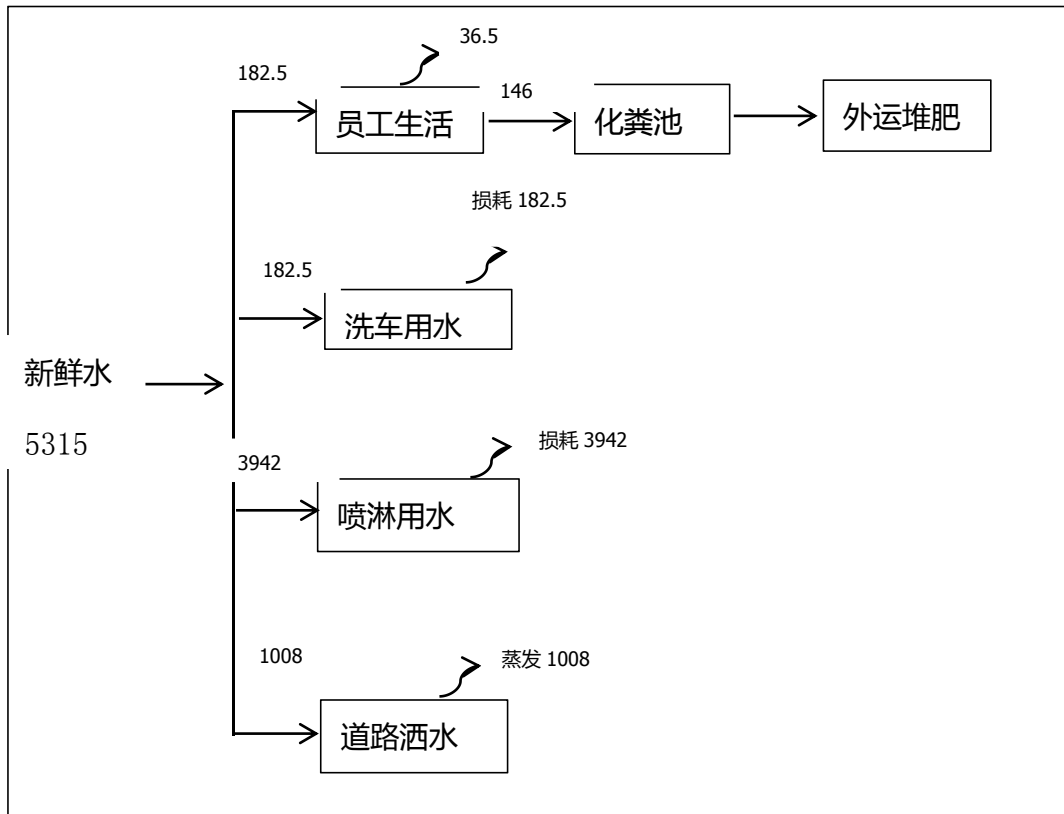 36.5
182.5
146
员工生活
化粪池
外运堆肥
损耗 182.5
182.5
洗车用水
新鲜水
5315
损耗 3942
3942
喷淋用水
1008
蒸发 1008
道路洒水